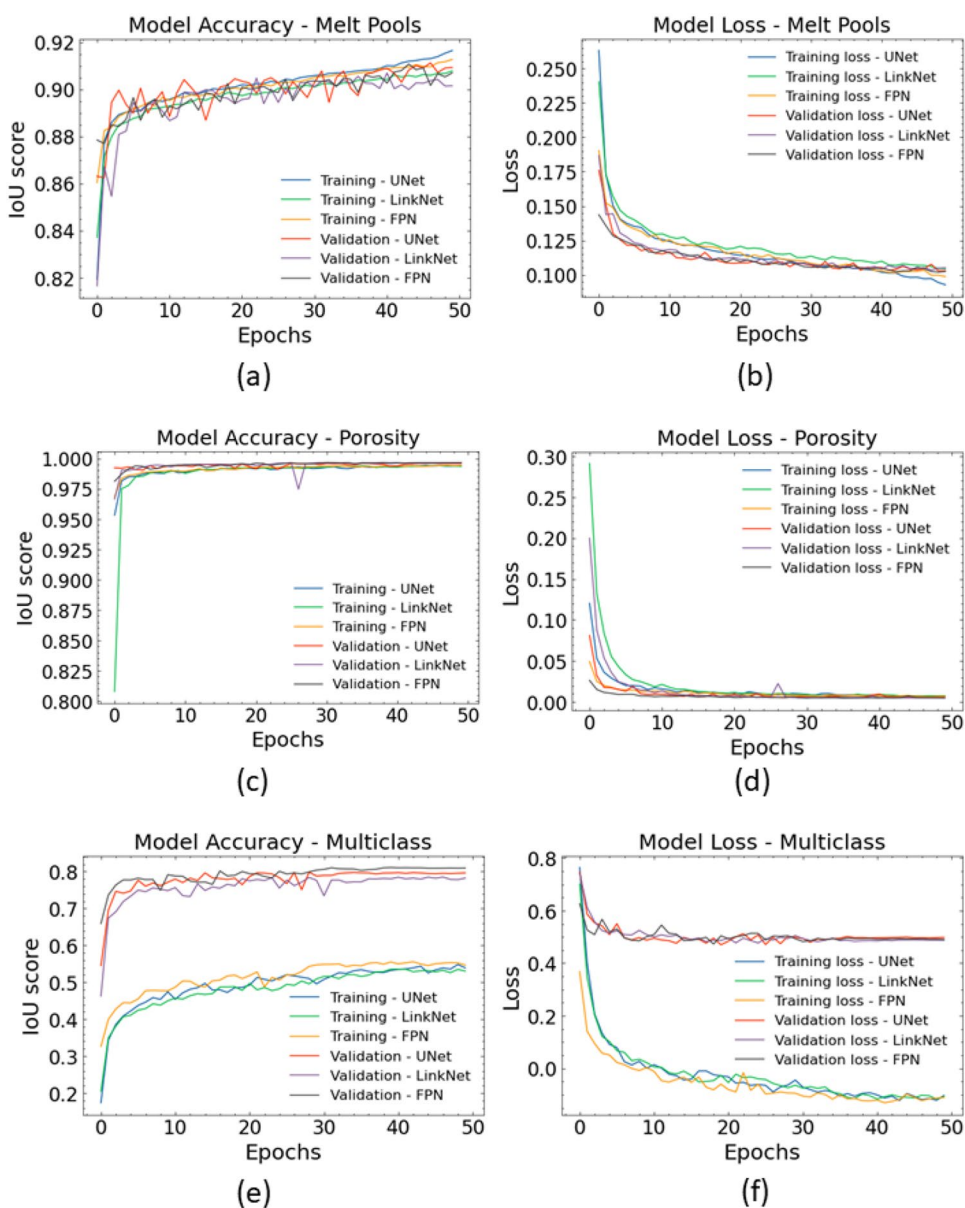 Model Accuracy - Melt Pools
0.92
0.90
0.88
0.86
0.84
0.82
IoU score
Training - UNet
Training - LinkNet
Training - FPN
Validation - UNet
Validation - LinkNet
Validation - FPN
0 10 20 30 40 50
Epochs
(a)
Model Loss - Melt Pools
0.250
0.225
0.200
0.175
0.150
0.125
0.100
Loss
Training loss - UNet
Training loss - LinkNet
Training loss - FPN
Validation loss - UNet
Validation loss - LinkNet
Validation loss - FPN
0 10 20 30 40 50
Epochs
(b)
Model Accuracy - Porosity
1.000
0.975
0.950
0.925
0.900
0.875
0.850
0.825
0.800
IoU score
Training - UNet
Training - LinkNet
Training - FPN
Validation - UNet
Validation - LinkNet
Validation - FPN
0 10 20 30 40 50
Epochs
(c)
Model Loss - Porosity
0.30
0.25
0.20
0.15
0.10
0.05
0.00
Loss
Training loss - UNet
Training loss - LinkNet
Training loss - FPN
Validation loss - UNet
Validation loss - LinkNet
Validation loss - FPN
0 10 20 30 40 50
Epochs
(d)
Model Accuracy - Multiclass
0.8
0.7
0.6
0.5
0.4
0.3
0.2
IoU score
Training - UNet
Training - LinkNet
Training - FPN
Validation - UNet
Validation - LinkNet
Validation - FPN
0 10 20 30 40 50
Epochs
(e)
Model Loss - Multiclass
0.8
0.6
0.4
0.2
0.0
Loss
Training loss - UNet
Training loss - LinkNet
Training loss - FPN
Validation loss - UNet
Validation loss - LinkNet
Validation loss - FPN
0 10 20 30 40 50
Epochs
(f)